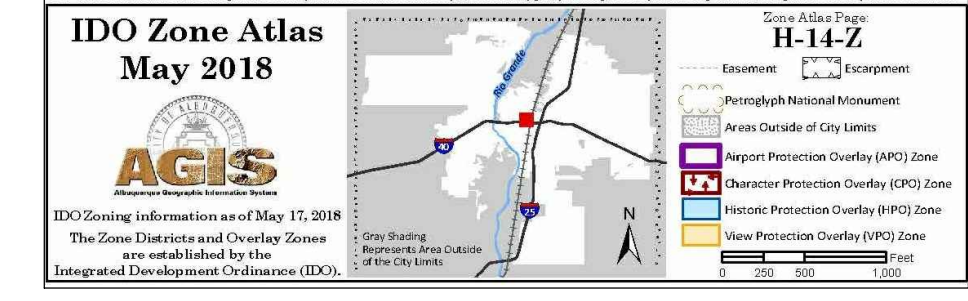 IDO Zone Atlas
May 2018
CITY OF ALBUQUERQUE
AGIS
Albuquerque Geographic Information System
IDO Zoning information as of May 17, 2018
The Zone Districts and Overlay Zones
are established by the
Integrated Development Ordinance (IDO).
Rio Grande
40
25
N
Gray Shading
Represents Area Outside
of the City Limits
Zone Atlas Page:
H-14-Z
Easement
Escarpment
Petroglyph National Monument
Areas Outside of City Limits
Airport Protection Overlay (APO) Zone
Character Protection Overlay (CPO) Zone
Historic Protection Overlay (HPO) Zone
View Protection Overlay (VPO) Zone
Feet
0 250 500 1,000